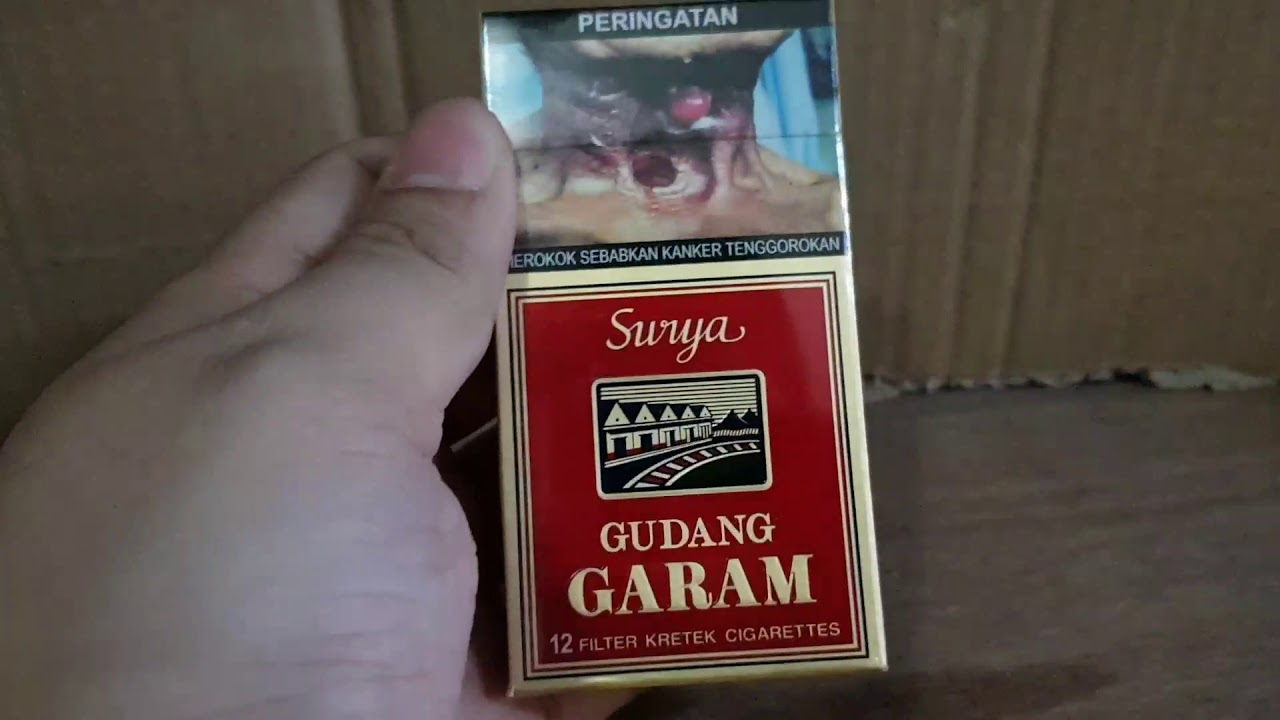 PERINGATAN
MEROKOK SEBABKAN KANKER TENGGOROKAN
Surya
GUDANG
GARAM
12 FILTER KRETEK CIGARETTES